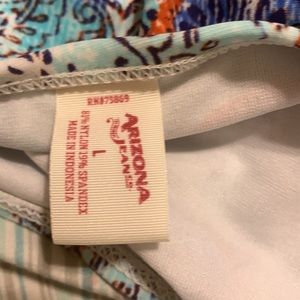 RN#75869
ARIZONA
JEANS
L
81% NYLON 19% SPANDEX
MADE IN INDONESIA